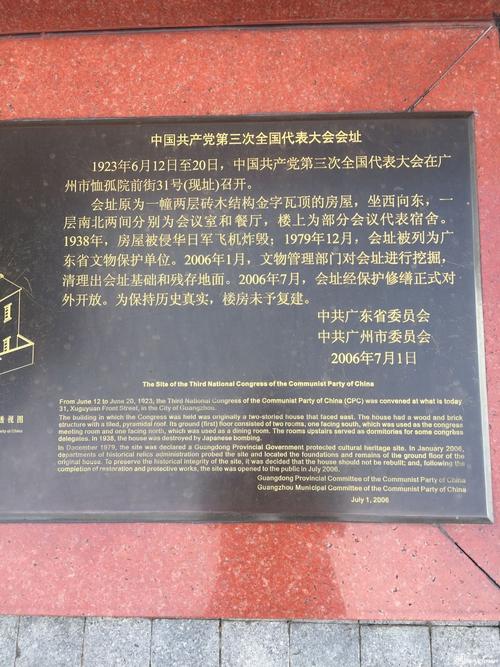 中国共产党第三次全国代表大会会址
1923年6月12日至20日，中国共产党第三次全国代表大会在广
州市恤孤院前街31号(现址)召开。
会址原为一幢两层砖木结构金字瓦顶的房屋，坐西向东，一
层南北两间分别为会议室和餐厅，楼上为部分会议代表宿舍。
1938年，房屋被侵华日军飞机炸毁；1979年12月，会址被列为广
东省文物保护单位。2006年1月，文物管理部门对会址进行挖掘，
清理出会址基础和残存地面。2006年7月，会址经保护修缮正式对
外开放。为保持历史真实，楼房未予复建。
中共广东省委员会
中共广州市委员会
2006年7月1日
透视图
The Site of the Third National Congress of the Communist Party of China
From June 12 to June 20, 1923, the Third National Congress of the Communist Party of China (CPC) was convened at what is today
31, Xuguyuan Front Street, in the City of Guangzhou.
The building in which the Congress was held was originally a two-storied house that faced east. The house had a wood and brick
structure with a tiled, pyramidal roof. Its ground (first) floor consisted of two rooms, one facing south, which was used as the congress
meeting room and one facing north, which was used as a dining room. The rooms upstairs served as dormitories for some congress
delegates. In 1938, the house was destroyed by Japanese bombing.
In December 1979, the site was declared a Guangdong Provincial Government protected cultural heritage site. In January 2006,
departments of historical relics administration probed the site and located the foundations and remains of the ground floor of the
original house. To preserve the historical integrity of the site, it was decided that the house should not be rebuilt; and, following the
completion of restoration and protective works, the site was opened to the public in July 2006.
Guangdong Provincial Committee of the Communist Party of China
Guangzhou Municipal Committee of the Communist Party of China
July 1, 2006